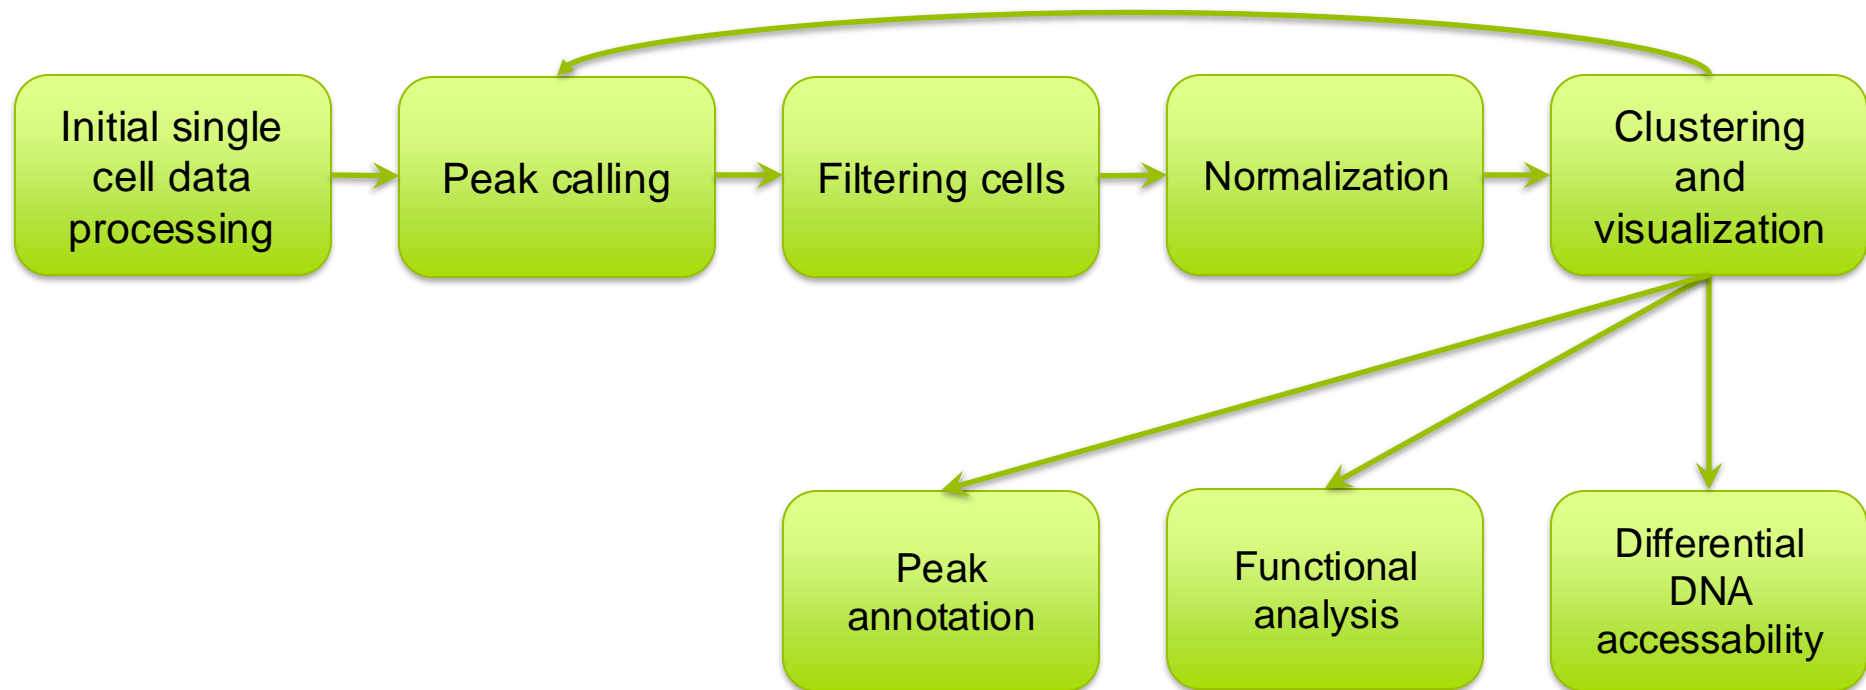 Initial single
cell data
processing
Peak calling
Filtering cells
Normalization
Clustering
and
visualization
Peak
annotation
Functional
analysis
Differential
DNA
accessability